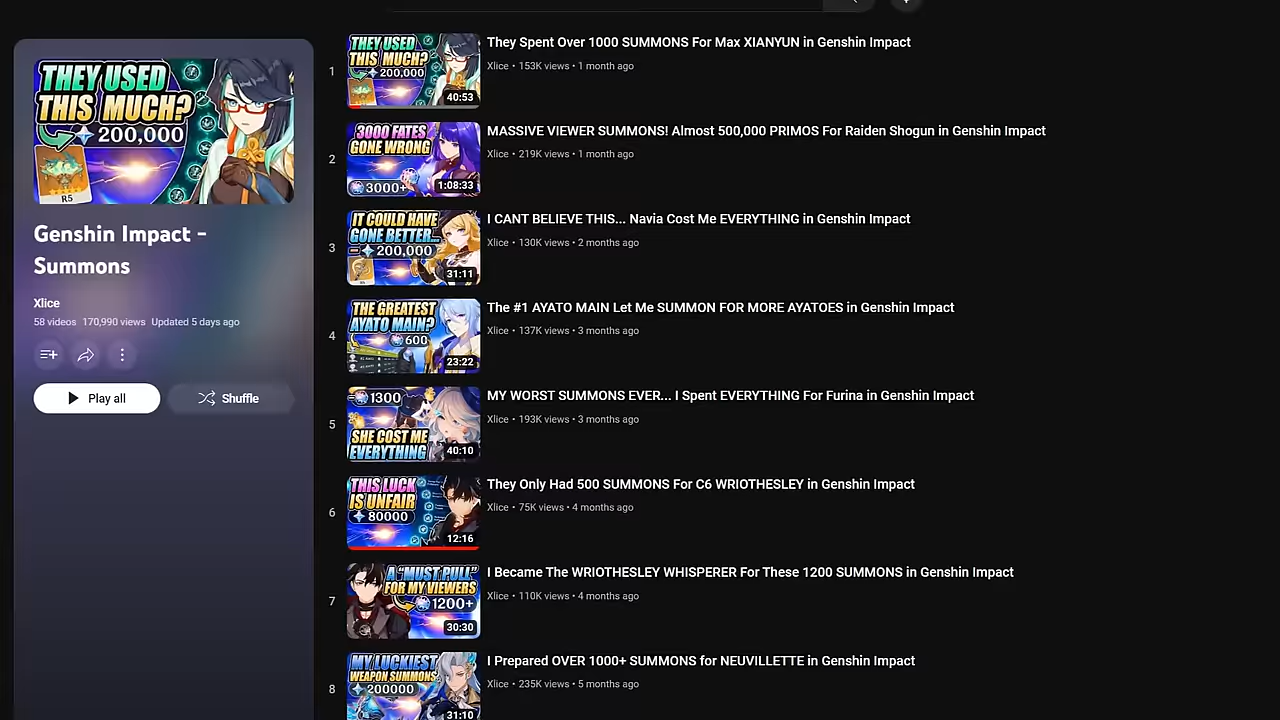 THEY USED
THIS MUCH?
200,000
R5
Genshin Impact -
Summons
Xlice
58 videos 170,990 views Updated 5 days ago
Play all
Shuffle
1
THEY USED
THIS MUCH?
200,000
40:53
They Spent Over 1000 SUMMONS For Max XIANYUN in Genshin Impact
Xlice • 153K views • 1 month ago
2
3000 FATES
GONE WRONG
3000+
1:08:33
MASSIVE VIEWER SUMMONS! Almost 500,000 PRIMOS For Raiden Shogun in Genshin Impact
Xlice • 219K views • 1 month ago
3
IT COULD HAVE
GONE BETTER...
200,000
31:11
I CANT BELIEVE THIS... Navia Cost Me EVERYTHING in Genshin Impact
Xlice • 130K views • 2 months ago
4
THE GREATEST
AYATO MAIN?
600
23:22
The #1 AYATO MAIN Let Me SUMMON FOR MORE AYATOES in Genshin Impact
Xlice • 137K views • 3 months ago
5
1300
SHE COST ME
EVERYTHING
40:10
MY WORST SUMMONS EVER... I Spent EVERYTHING For Furina in Genshin Impact
Xlice • 193K views • 3 months ago
6
THIS LUCK
IS UNFAIR
80000
12:16
They Only Had 500 SUMMONS For C6 WRIOTHESLEY in Genshin Impact
Xlice • 75K views • 4 months ago
7
A "MUST PULL"
FOR MY VIEWERS
1200+
30:30
I Became The WRIOTHESLEY WHISPERER For These 1200 SUMMONS in Genshin Impact
Xlice • 110K views • 4 months ago
8
MY LUCKIEST
WEAPON SUMMONS
200000
31:10
I Prepared OVER 1000+ SUMMONS for NEUVILLETTE in Genshin Impact
Xlice • 235K views • 5 months ago